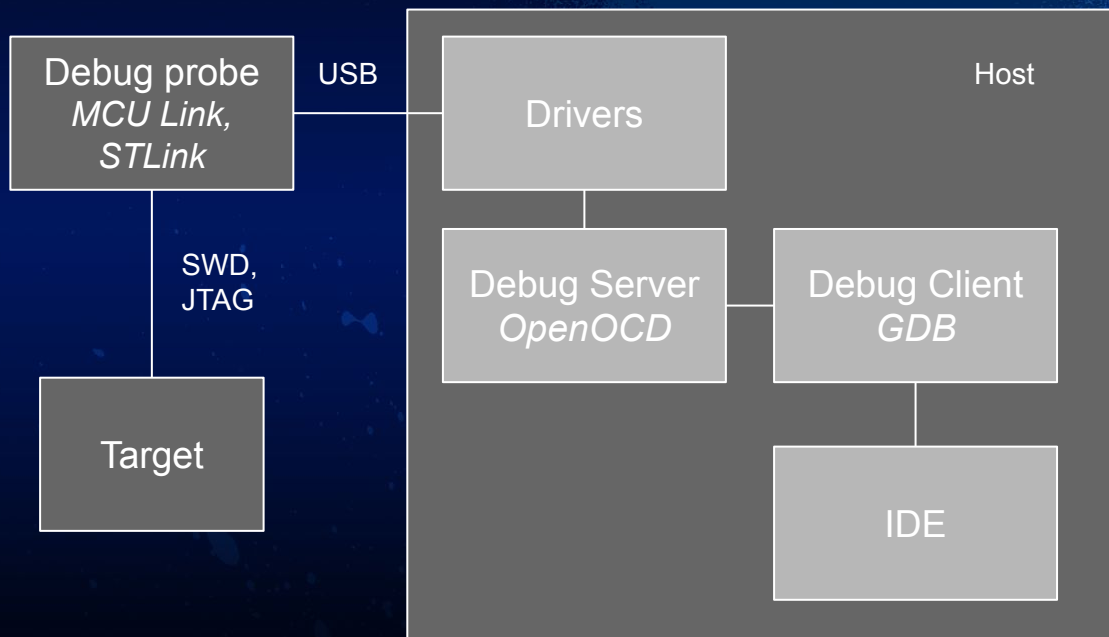 Debug probe
MCU Link,
STLink
USB
Drivers
Host
SWD,
JTAG
Debug Server
OpenOCD
Debug Client
GDB
Target
IDE